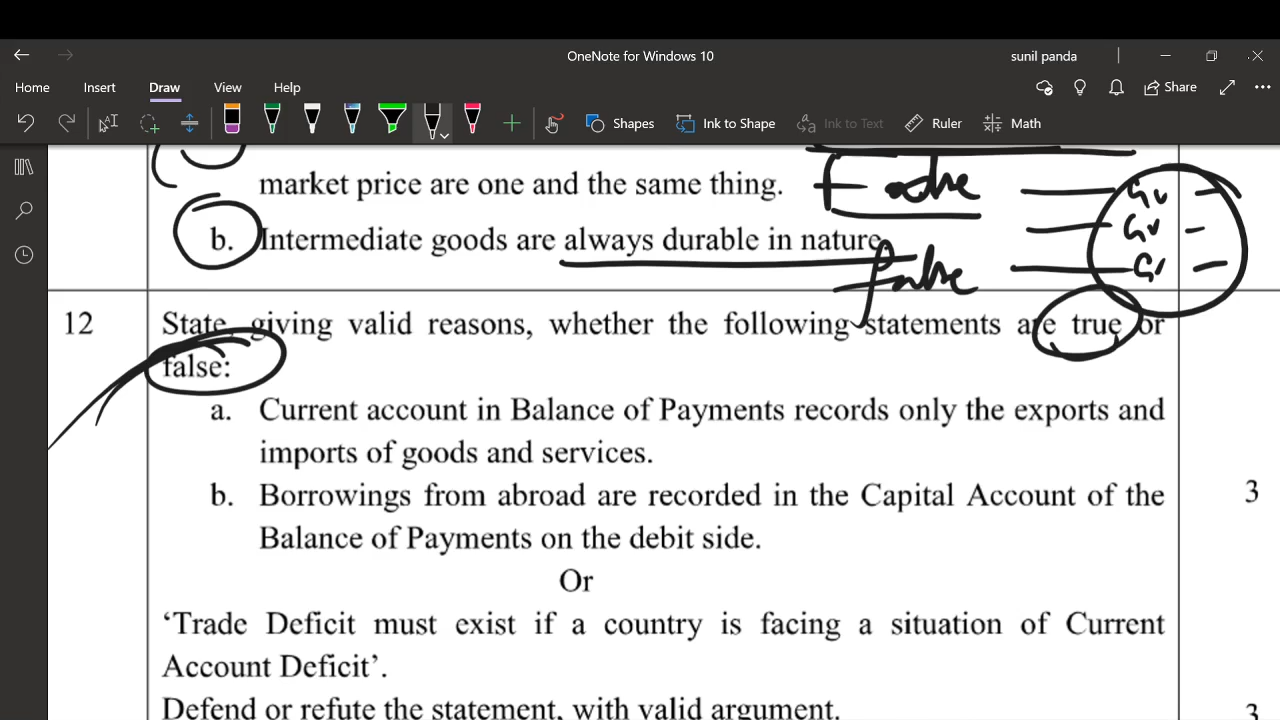 OneNote for Windows 10
sunil panda
Home Insert Draw View Help
Share
Shapes
Ink to Shape
Ink to Text
Ruler
Math
market price are one and the same thing.
b. Intermediate goods are always durable in nature.
false
12 State, giving valid reasons, whether the following statements are true or
false:
a. Current account in Balance of Payments records only the exports and
imports of goods and services.
b. Borrowings from abroad are recorded in the Capital Account of the 3
Balance of Payments on the debit side.
Or
‘Trade Deficit must exist if a country is facing a situation of Current
Account Deficit’.
Defend or refute the statement, with valid argument. 3